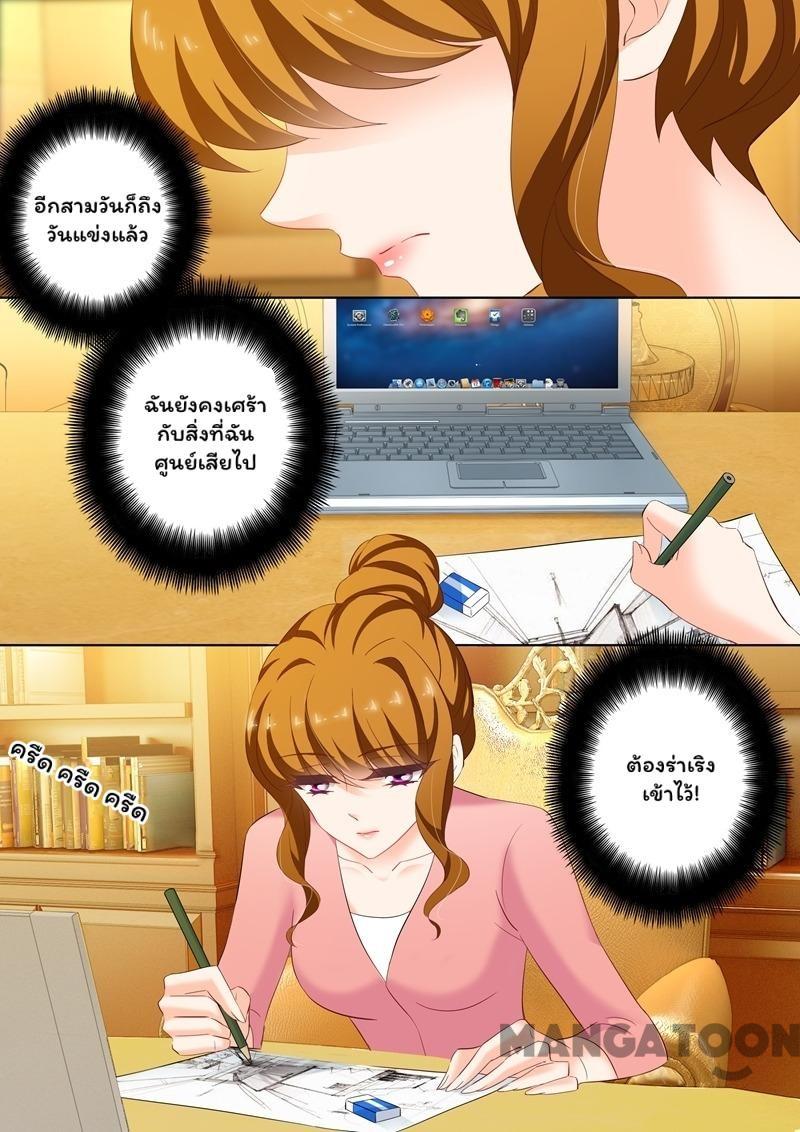 อีกสามวันก็ถึง
วันแข่งแล้ว
ฉันยังคงเศร้า
กับสิ่งที่ฉัน
ศูนย์เสียไป
ครืด ครืด ครืด
ต้องร่าเริง
เข้าไว้!
MANGATOON